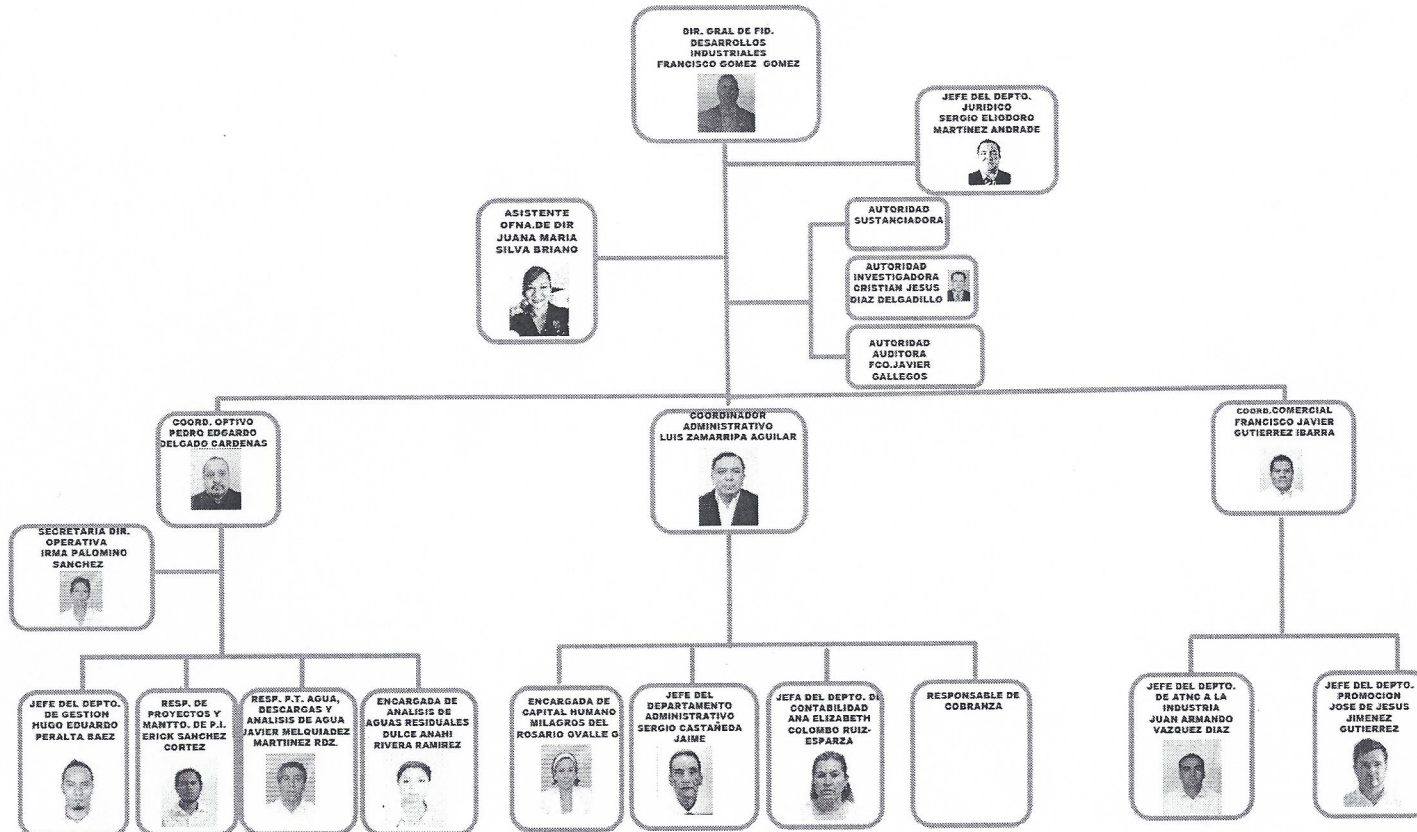 DIR. GRAL DE FID.
DESARROLLOS
INDUSTRIALES
FRANCISCO GOMEZ GOMEZ
JEFE DEL DEPTO.
JURIDICO
SERGIO ELIODORO
MARTINEZ ANDRADE
ASISTENTE
OFNA.DE DIR
JUANA MARIA
SILVA BRIANO
AUTORIDAD
SUSTANCIADORA
AUTORIDAD
INVESTIGADORA
CRISTIAN JESUS
DIAZ DELGADILLO
AUTORIDAD
AUDITORA
FCO.JAVIER
GALLEGOS
COORD. OPTIVO
PEDRO EDGARDO
DELGADO CARDENAS
COORDINADOR
ADMINISTRATIVO
LUIS ZAMARRIPA AGUILAR
COORD.COMERCIAL
FRANCISCO JAVIER
GUTIERREZ IBARRA
SECRETARIA DIR.
OPERATIVA
IRMA PALOMINO
SANCHEZ
JEFE DEL DEPTO.
DE GESTION
HUGO EDUARDO
PERALTA BAEZ
RESP. DE
PROYECTOS Y
MANTTO. DE P.I.
ERICK SANCHEZ
CORTEZ
RESP. P.T. AGUA,
DESCARGAS Y
ANALISIS DE AGUA
JAVIER MELQUIADEZ
MARTIINEZ RDZ.
ENCARGADA DE
ANALISIS DE
AGUAS RESIDUALES
DULCE ANAHI
RIVERA RAMIREZ
ENCARGADA DE
CAPITAL HUMANO
MILAGROS DEL
ROSARIO OVALLE G
JEFE DEL
DEPARTAMENTO
ADMINISTRATIVO
SERGIO CASTAÑEDA
JAIME
JEFA DEL DEPTO. DE
CONTABILIDAD
ANA ELIZABETH
COLOMBO RUIZ-
ESPARZA
RESPONSABLE DE
COBRANZA
JEFE DEL DEPTO.
DE ATNC A LA
INDUSTRIA
JUAN ARMANDO
VAZQUEZ DIAZ
JEFE DEL DEPTO.
PROMOCION
JOSE DE JESUS
JIMENEZ
GUTIERREZ